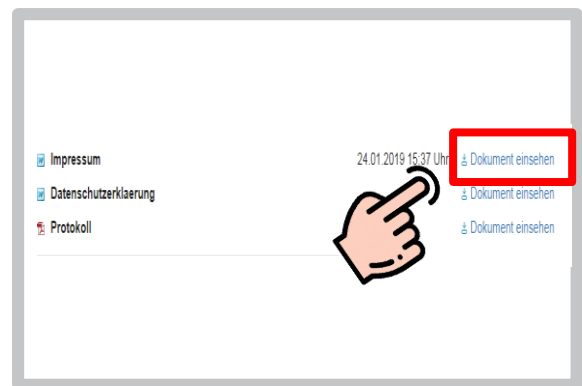 Impressum 24.01.2019 15:37 Uhr Dokument einsehen
Datenschutzerklaerung Dokument einsehen
Protokoll Dokument einsehen